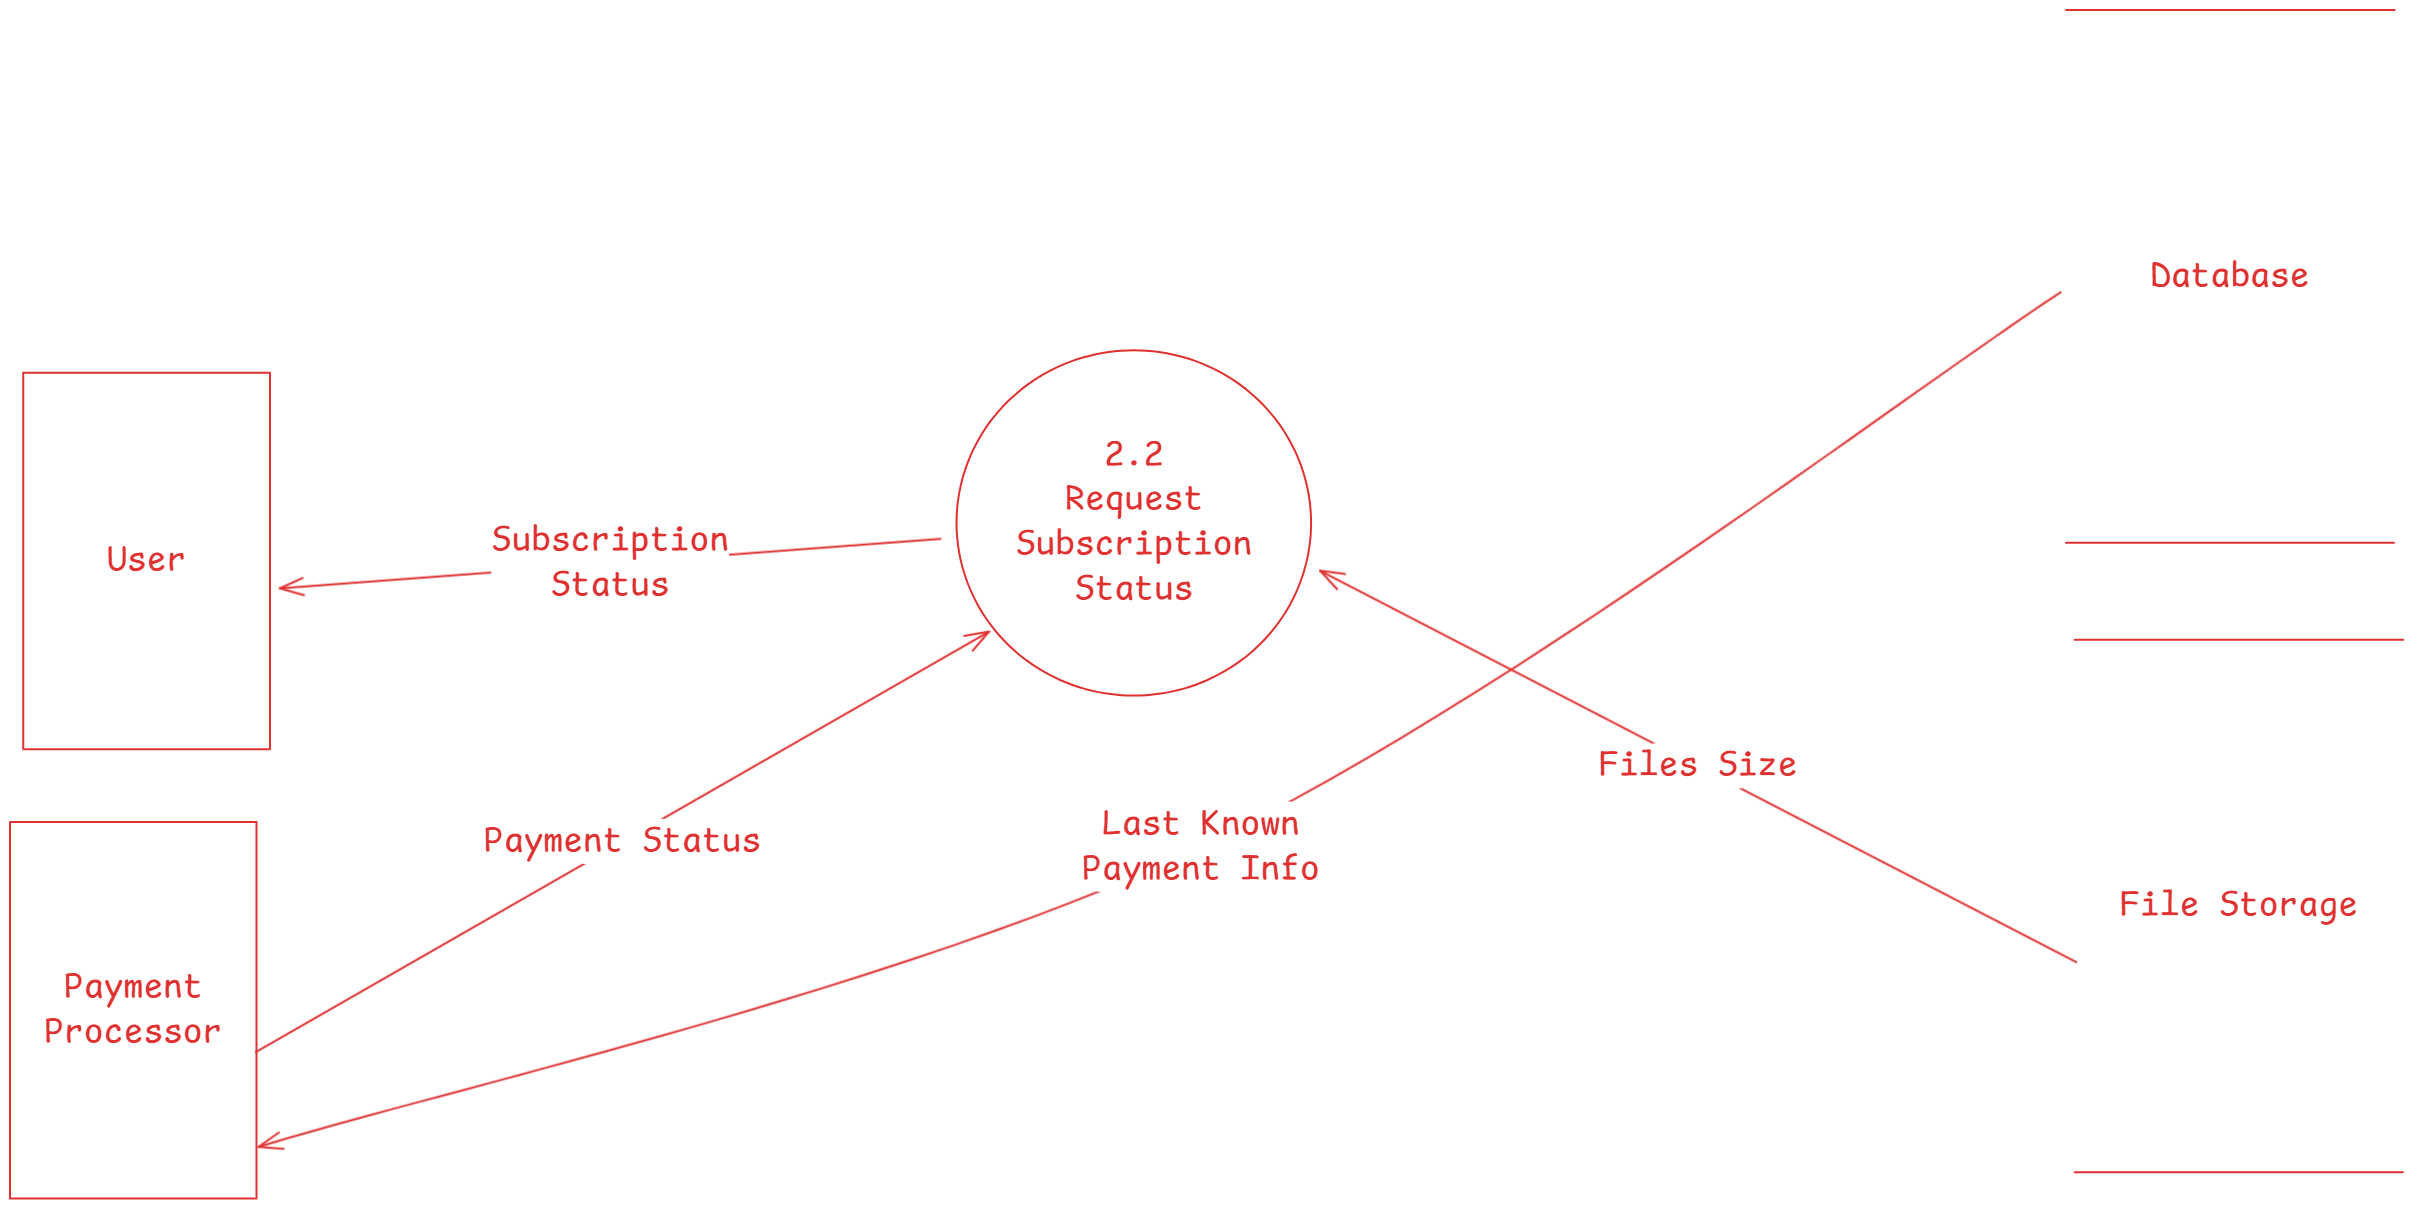 Database
2.2
Request
Subscription
Status
Subscription
Status
User
Files Size
Last Known
Payment Info
Payment Status
File Storage
Payment
Processor